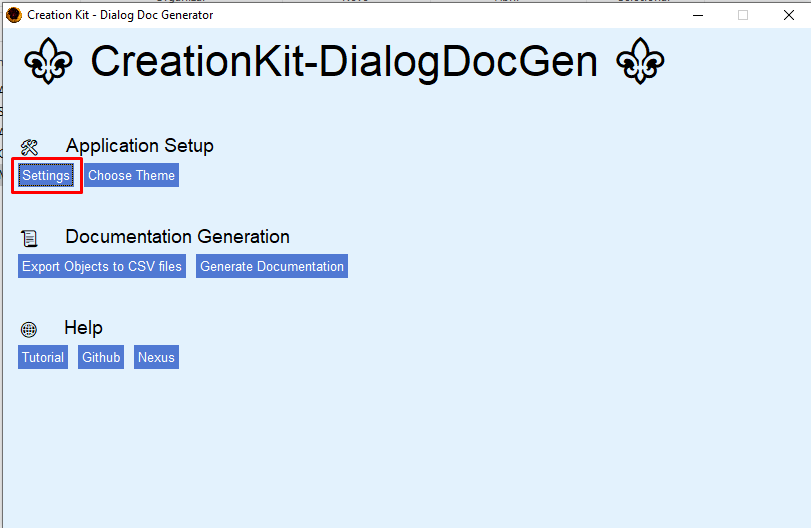 Creation Kit - Dialog Doc Generator
CreationKit-DialogDocGen
Application Setup
Settings Choose Theme
Documentation Generation
Export Objects to CSV files Generate Documentation
Help
Tutorial Github Nexus